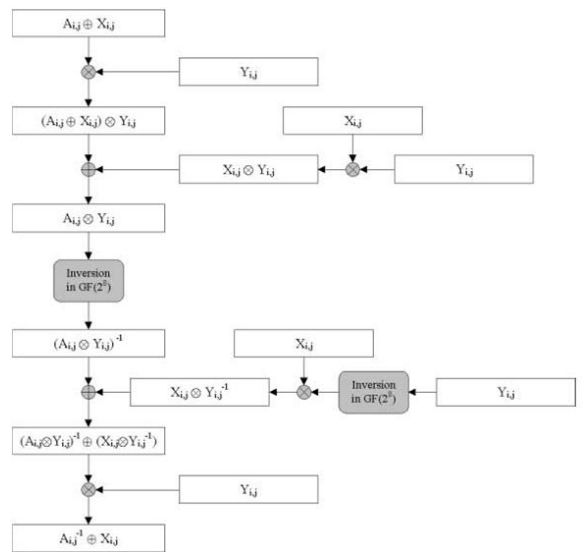 Ai,j ⊕ Xi,j
Yi,j
(Ai,j ⊕ Xi,j) ⊗ Yi,j
Xi,j
Xi,j ⊗ Yi,j
Yi,j
Ai,j ⊗ Yi,j
Inversion
in GF(2⁸)
(Ai,j ⊗ Yi,j)⁻¹
Xi,j
Xi,j ⊗ Yi,j⁻¹
Inversion
in GF(2⁸)
Yi,j
(Ai,j⊗Yi,j)⁻¹ ⊕ (Xi,j⊗Yi,j⁻¹)
Yi,j
Ai,j⁻¹ ⊕ Xi,j